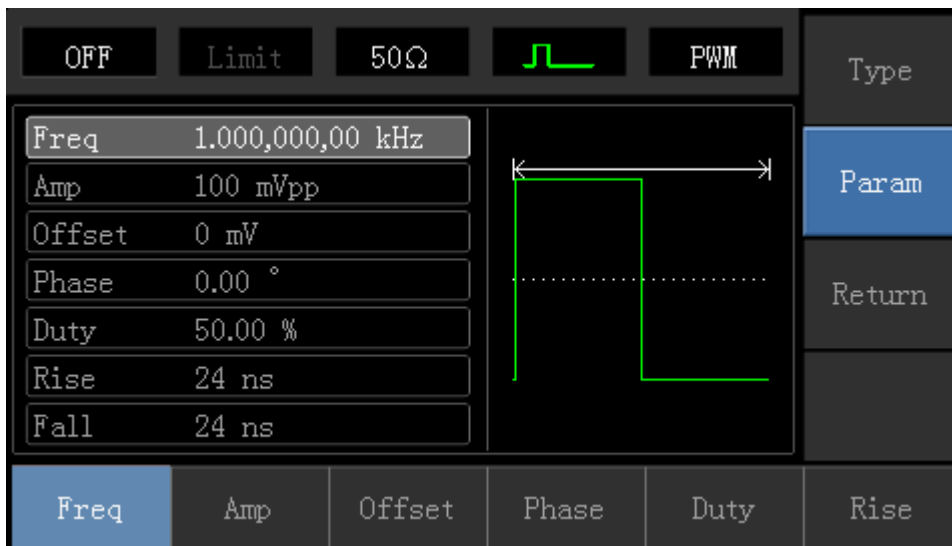 OFF Limit 50Ω PWM
Type
Freq 1.000,000,00 kHz
Amp 100 mVpp
Offset 0 mV
Phase 0.00 °
Duty 50.00 %
Rise 24 ns
Fall 24 ns
Param
Return
Freq Amp Offset Phase Duty Rise